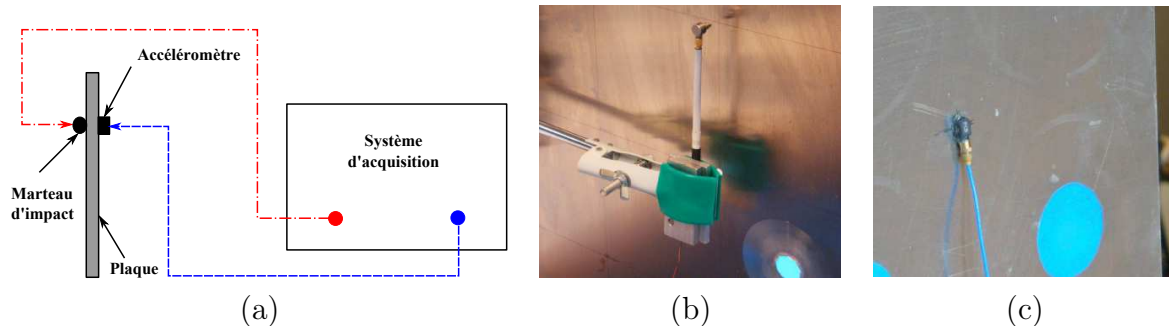 Accéléromètre
Système
d'acquisition
Marteau
d'impact
Plaque
(a)
(b)
(c)